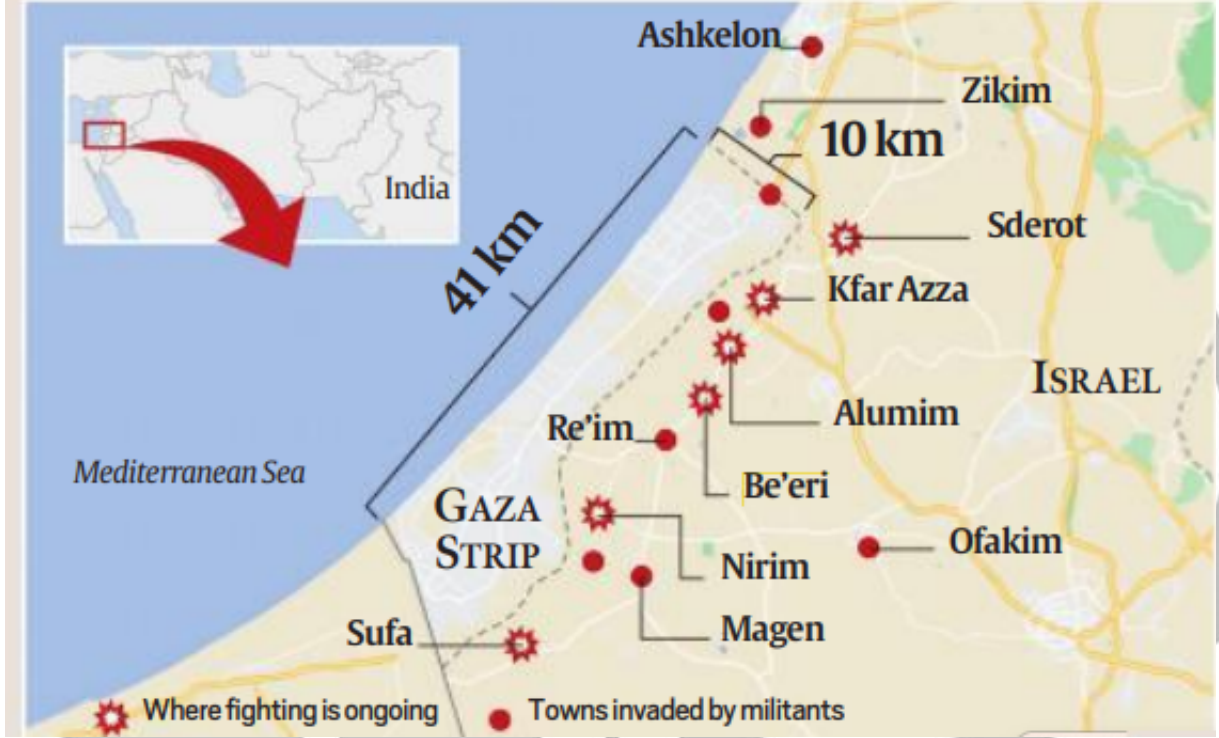 Ashkelon
Zikim
10 km
India
Sderot
41 km
Kfar Azza
ISRAEL
Alumim
Re'im
Mediterranean Sea
Be'eri
GAZA
STRIP
Ofakim
Nirim
Magen
Sufa
Where fighting is ongoing
Towns invaded by militants